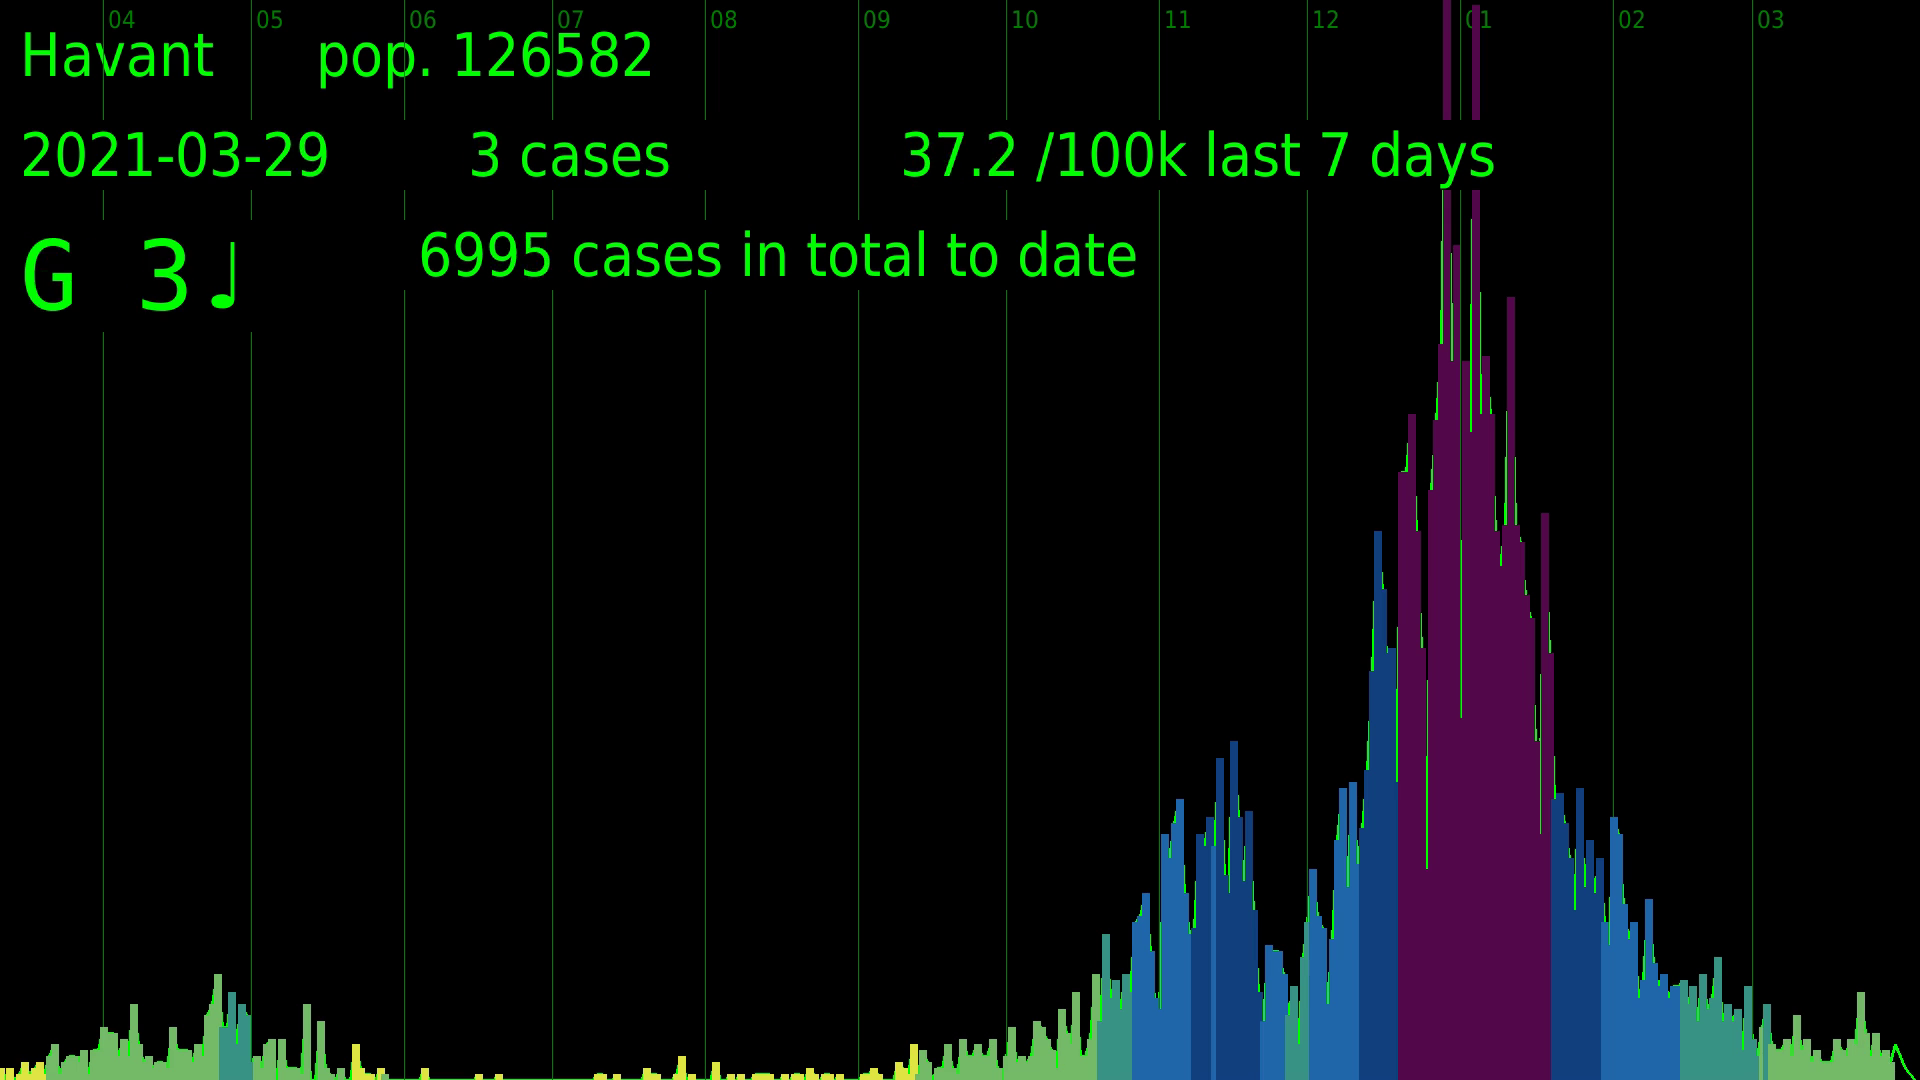 04 05 06 07 08 09 10 11 12 01 02 03
Havant pop. 126582
2021-03-29 3 cases 37.2 /100k last 7 days
G 3♩ 6995 cases in total to date